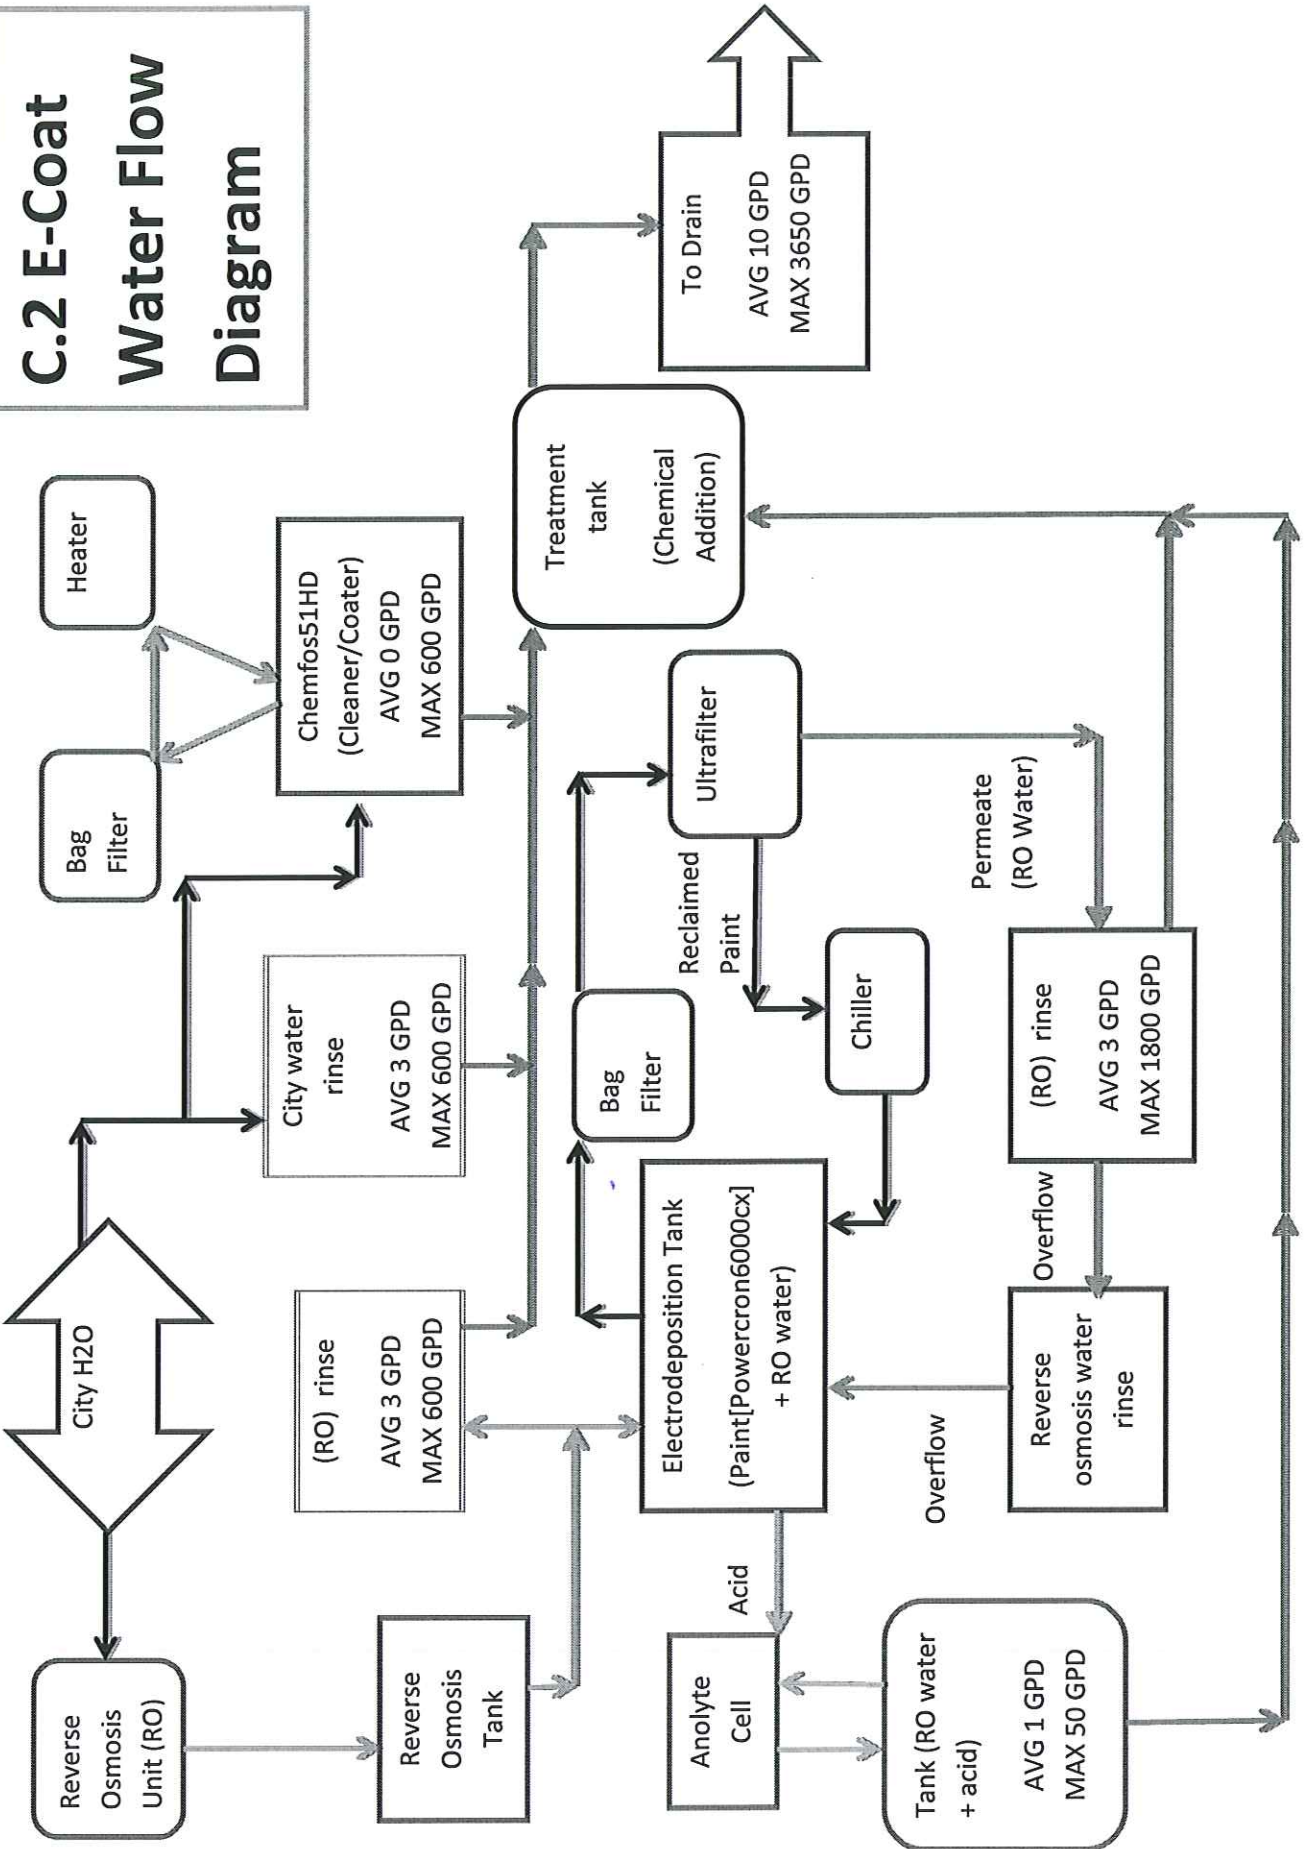 C.2 E-Coat
Water Flow
Diagram
City H2O
Reverse
Osmosis
Unit (RO)
Reverse
Osmosis
Tank
(RO) rinse
AVG 3 GPD
MAX 600 GPD
City water
rinse
AVG 3 GPD
MAX 600 GPD
Bag
Filter
Heater
Chemfos51HD
(Cleaner/Coater)
AVG 0 GPD
MAX 600 GPD
Treatment
tank
(Chemical
Addition)
To Drain
AVG 10 GPD
MAX 3650 GPD
Electrodeposition Tank
(Paint[Powercron6000cx]
+ RO water)
Bag
Filter
Ultrafilter
Reclaimed
Paint
Chiller
Permeate
(RO Water)
(RO) rinse
AVG 3 GPD
MAX 1800 GPD
Overflow
Reverse
osmosis water
rinse
Overflow
Acid
Anolyte
Cell
Tank (RO water
+ acid)
AVG 1 GPD
MAX 50 GPD